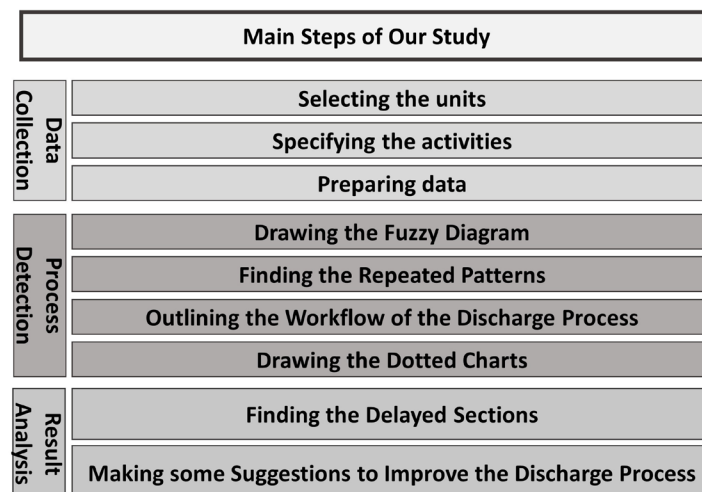 Main Steps of Our Study
Data
Collection
Selecting the units
Specifying the activities
Preparing data
Process
Detection
Drawing the Fuzzy Diagram
Finding the Repeated Patterns
Outlining the Workflow of the Discharge Process
Drawing the Dotted Charts
Result
Analysis
Finding the Delayed Sections
Making some Suggestions to Improve the Discharge Process